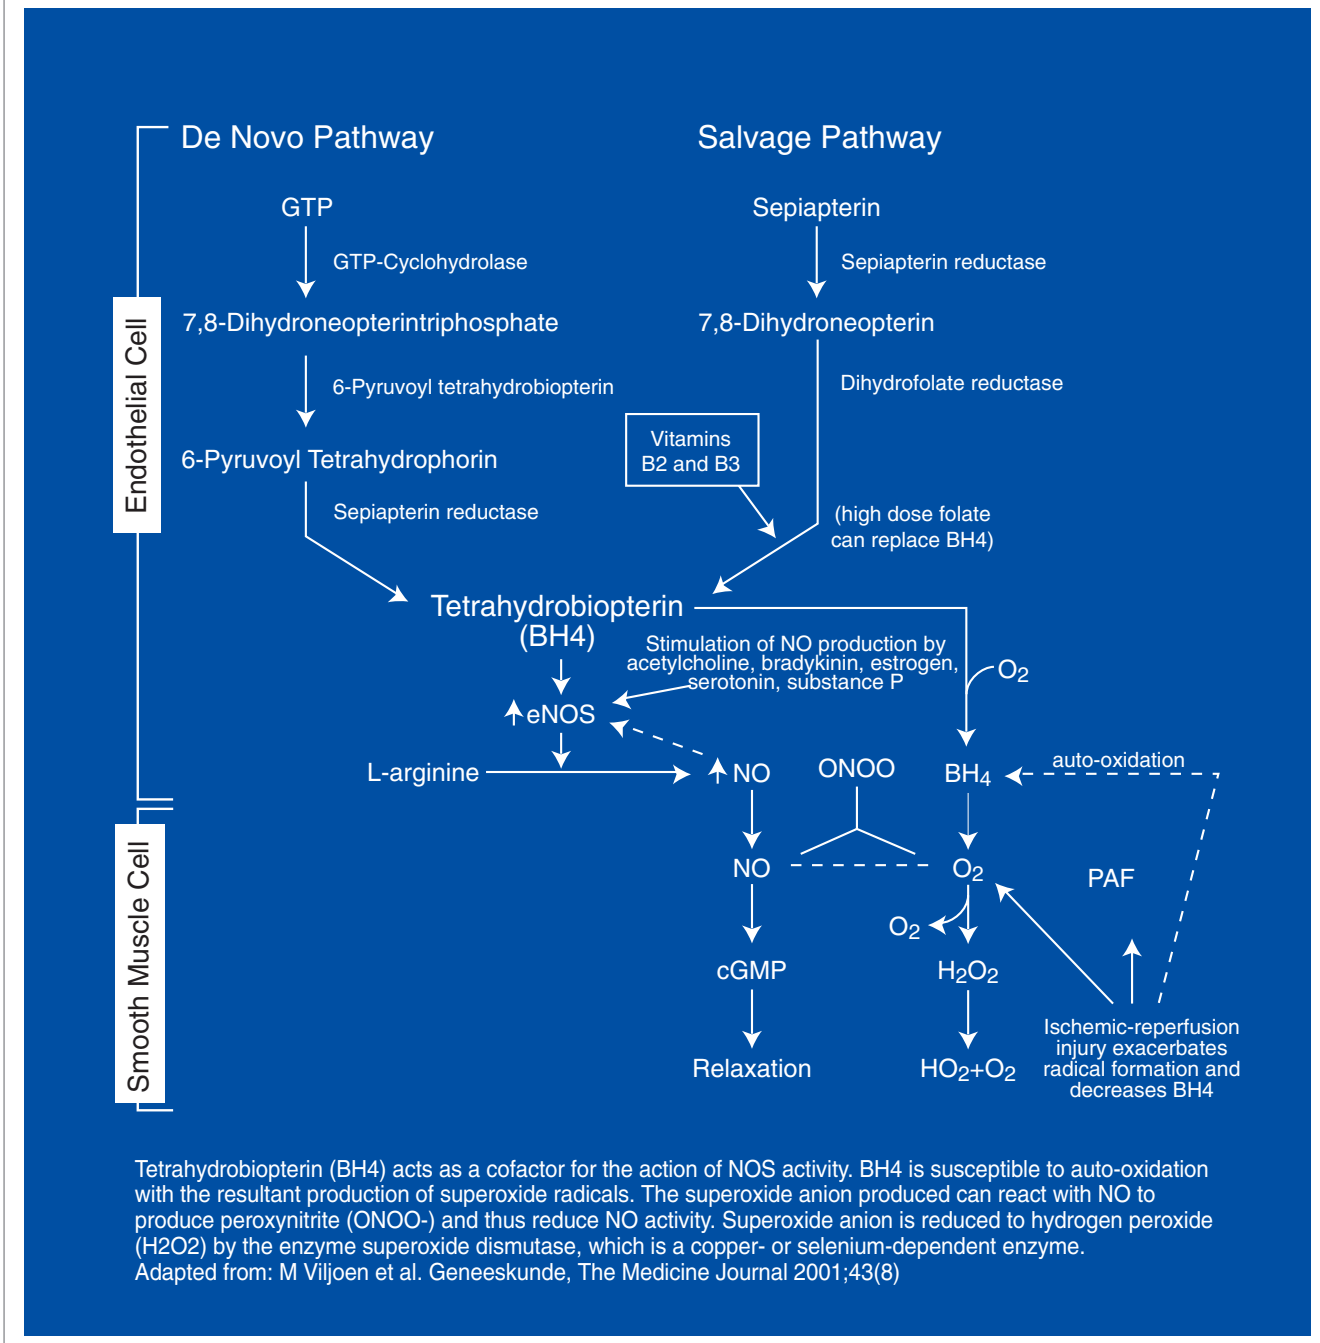 De Novo Pathway
Salvage Pathway
GTP
Sepiapterin
GTP-Cyclohydrolase
Sepiapterin reductase
7,8-Dihydroneopterintriphosphate
7,8-Dihydroneopterin
6-Pyruvoyl tetrahydrobiopterin
Dihydrofolate reductase
Vitamins
B2 and B3
6-Pyruvoyl Tetrahydrophorin
Sepiapterin reductase
(high dose folate
can replace BH4)
Endothelial Cell
Tetrahydrobiopterin
(BH4)
Stimulation of NO production by
acetylcholine, bradykinin, estrogen,
serotonin, substance P
O2
eNOS
L-arginine
NO
ONOO
BH4
auto-oxidation
NO
O2
PAF
O2
cGMP
H2O2
Smooth Muscle Cell
Relaxation
HO2+O2
Ischemic-reperfusion
injury exacerbates
radical formation and
decreases BH4
Tetrahydrobiopterin (BH4) acts as a cofactor for the action of NOS activity. BH4 is susceptible to auto-oxidation
with the resultant production of superoxide radicals. The superoxide anion produced can react with NO to
produce peroxynitrite (ONOO-) and thus reduce NO activity. Superoxide anion is reduced to hydrogen peroxide
(H2O2) by the enzyme superoxide dismutase, which is a copper- or selenium-dependent enzyme.
Adapted from: M Viljoen et al. Geneeskunde, The Medicine Journal 2001;43(8)